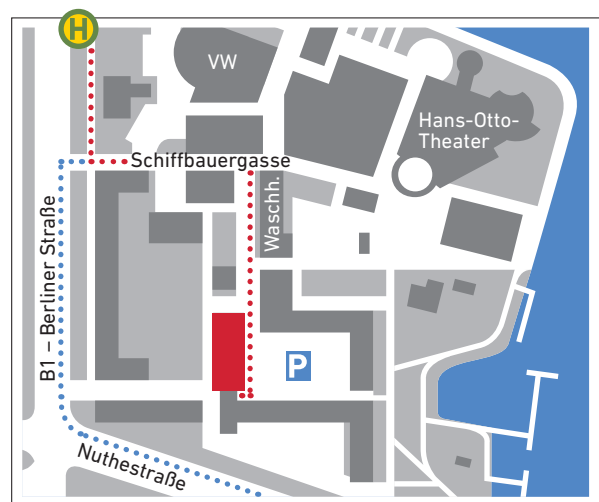 H
VW
Hans-Otto-
Theater
Schiffbauergasse
Waschh.
B1 – Berliner Straße
P
Nuthestraße